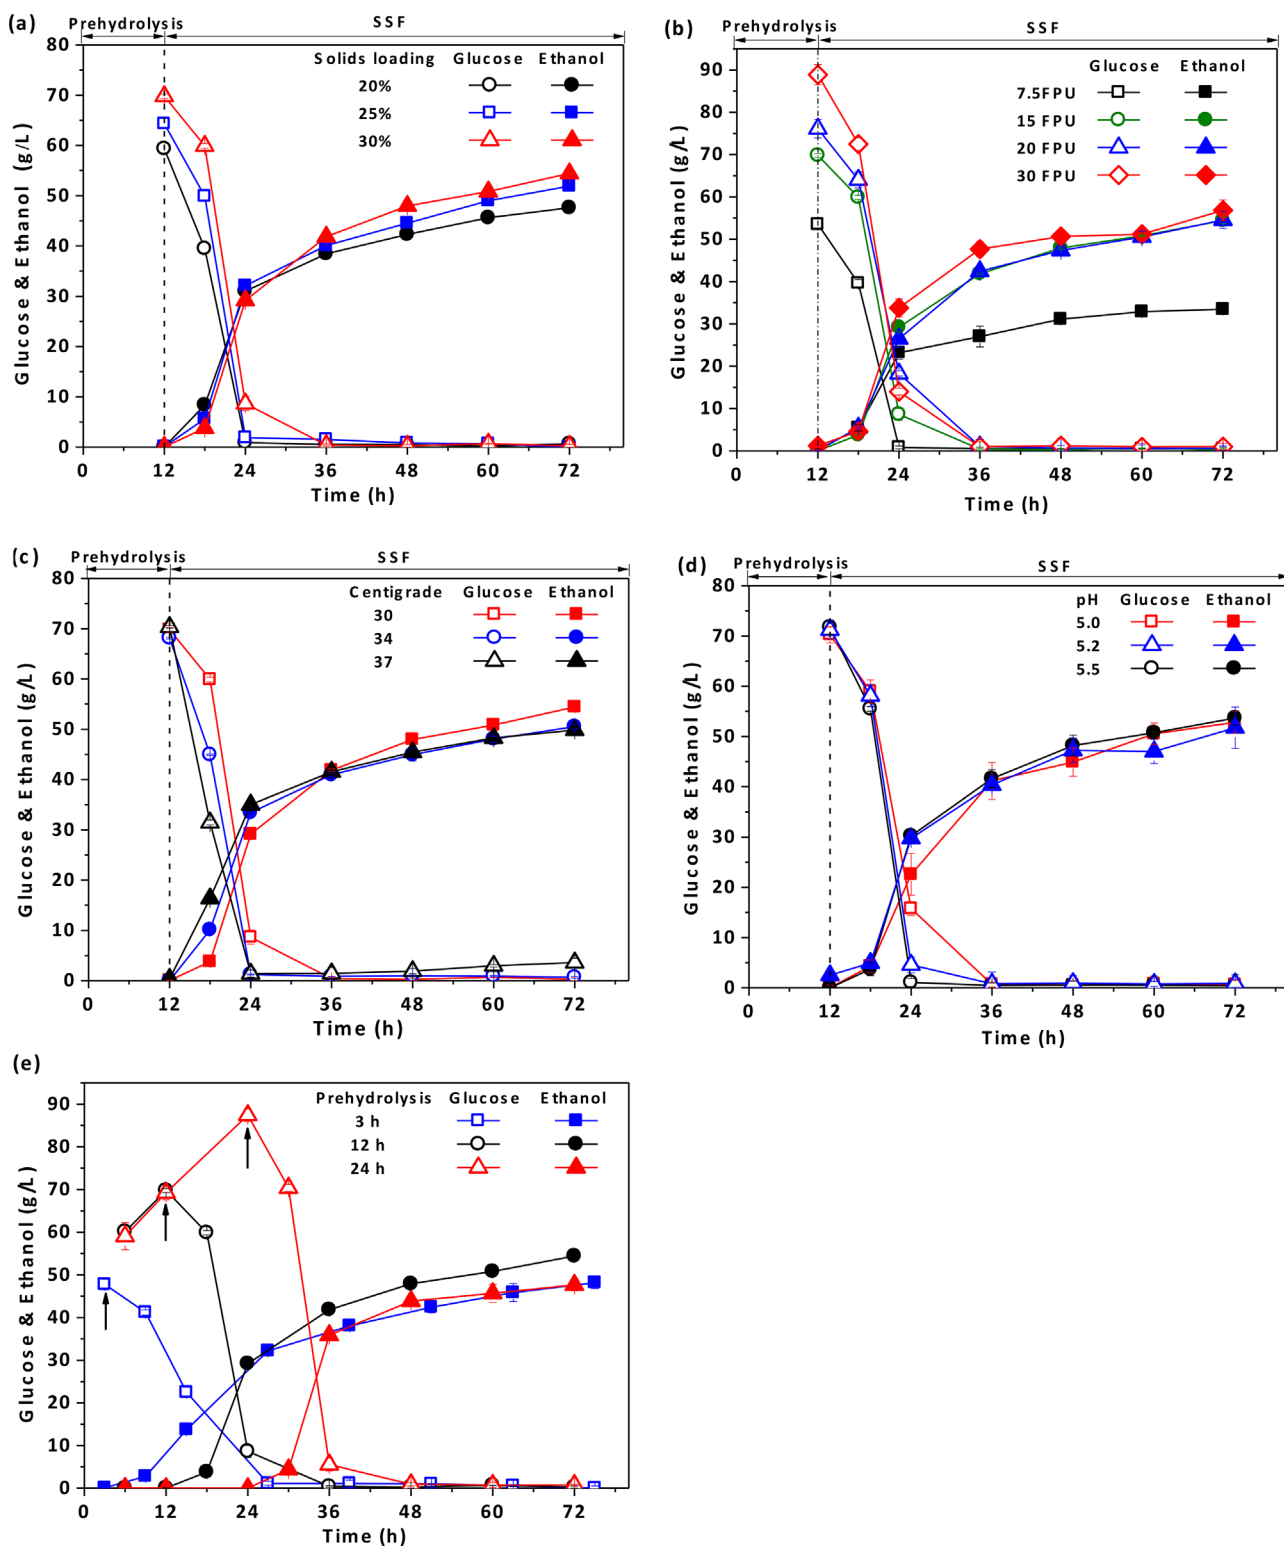 (a)
Prehydrolysis SSF
Solids loading Glucose Ethanol
20%
25%
30%
80
70
60
50
40
30
20
10
0
0 12 24 36 48 60 72
Time (h)
Glucose & Ethanol (g/L)
(b)
Prehydrolysis SSF
Glucose Ethanol
7.5FPU
15 FPU
20 FPU
30 FPU
90
80
70
60
50
40
30
20
10
0
0 12 24 36 48 60 72
Time (h)
Glucose & Ethanol (g/L)
(c)
Prehydrolysis SSF
Centigrade Glucose Ethanol
30
34
37
80
70
60
50
40
30
20
10
0
0 12 24 36 48 60 72
Time (h)
Glucose & Ethanol (g/L)
(d)
Prehydrolysis SSF
pH Glucose Ethanol
5.0
5.2
5.5
80
70
60
50
40
30
20
10
0
0 12 24 36 48 60 72
Time (h)
Glucose & Ethanol (g/L)
(e)
Prehydrolysis Glucose Ethanol
3 h
12 h
24 h
90
80
70
60
50
40
30
20
10
0
0 12 24 36 48 60 72
Time (h)
Glucose & Ethanol (g/L)